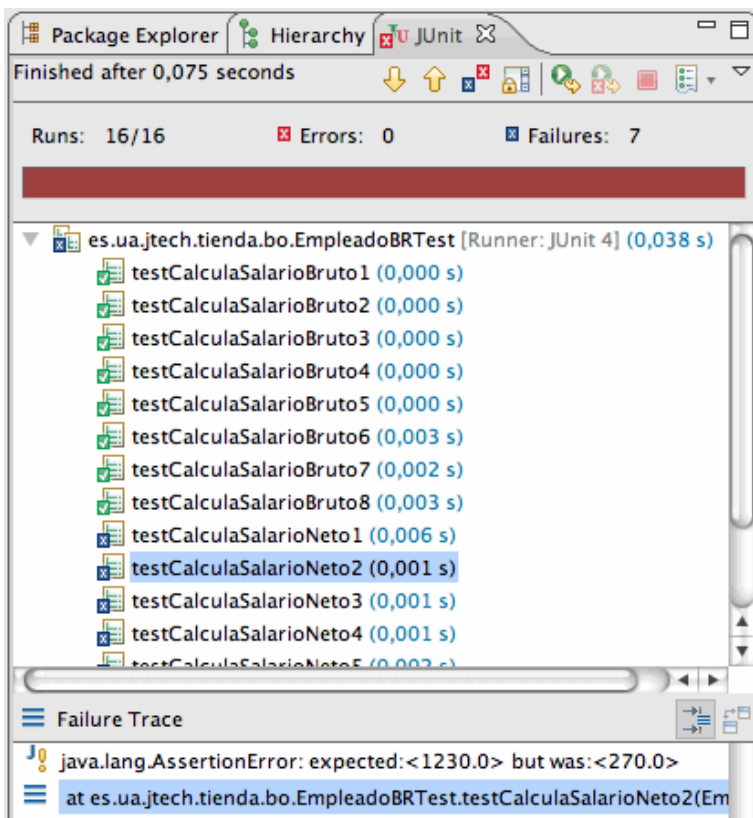 Package Explorer Hierarchy JUnit
Finished after 0,075 seconds
Runs: 16/16 Errors: 0 Failures: 7
es.ua.jtech.tienda.bo.EmpleadoBRTest [Runner: JUnit 4] (0,038 s)
testCalculaSalarioBruto1 (0,000 s)
testCalculaSalarioBruto2 (0,000 s)
testCalculaSalarioBruto3 (0,000 s)
testCalculaSalarioBruto4 (0,000 s)
testCalculaSalarioBruto5 (0,000 s)
testCalculaSalarioBruto6 (0,003 s)
testCalculaSalarioBruto7 (0,002 s)
testCalculaSalarioBruto8 (0,003 s)
testCalculaSalarioNeto1 (0,006 s)
testCalculaSalarioNeto2 (0,001 s)
testCalculaSalarioNeto3 (0,001 s)
testCalculaSalarioNeto4 (0,001 s)
testCalculaSalarioNeto5 (0,002 s)
Failure Trace
java.lang.AssertionError: expected:<1230.0> but was:<270.0>
at es.ua.jtech.tienda.bo.EmpleadoBRTest.testCalculaSalarioNeto2(Em